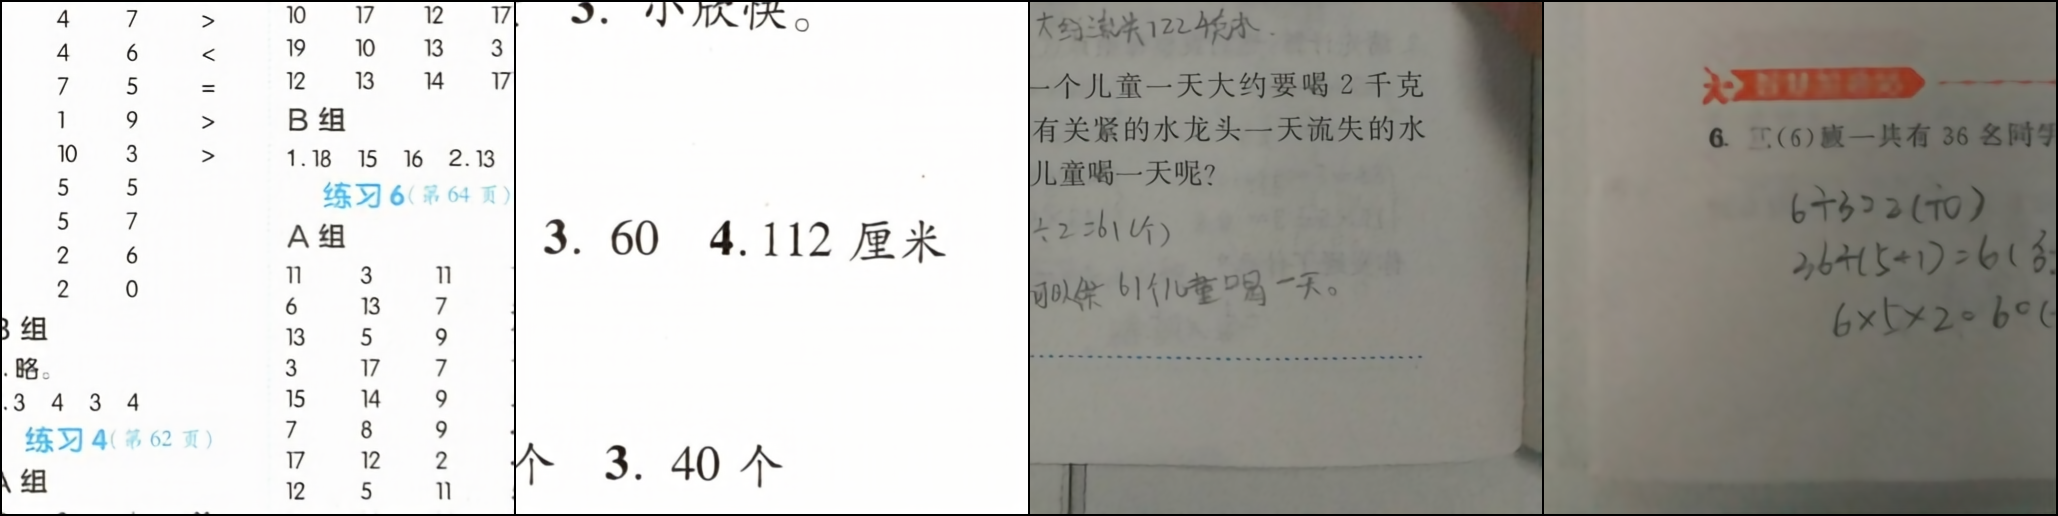 4 7 >
4 6 <
7 5 =
1 9 >
10 3 >
5 5
5 7
2 6
2 0
B组
.略。
.3 4 3 4
练习4(第62页)
A组
10 17 12 17
19 10 13 3
12 13 14 17
B组
1.18 15 16 2.13
练习6(第64页)
A组
11 3 11
6 13 7
13 5 9
3 17 7
15 14 9
7 8 9
17 12 2
12 5 11
3. 小欣快。
3. 60 4. 112 厘米
个 3. 40 个
大约流失122千克水.
一个儿童一天大约要喝 2 千克
有关紧的水龙头一天流失的水
儿童喝一天呢?
÷2=61(个)
可以供61个儿童喝一天。
6. 二(6)班一共有 36 名同学
6÷3=2(个)
36÷(5+1)=6(
6×5×2=60(